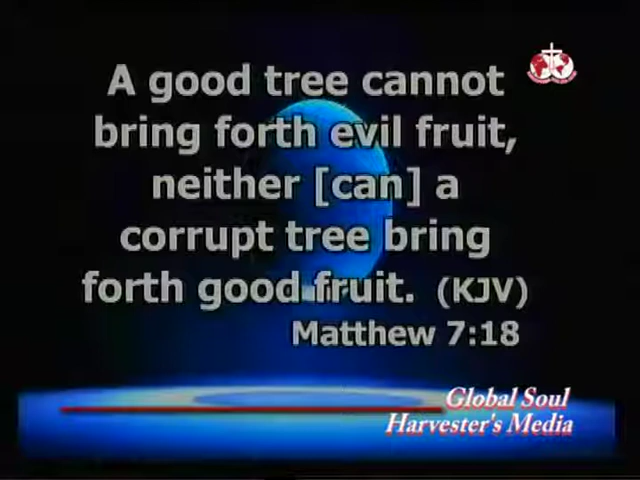 A good tree cannot
bring forth evil fruit,
neither [can] a
corrupt tree bring
forth good fruit. (KJV)
Matthew 7:18
Global Soul
Harvester's Media